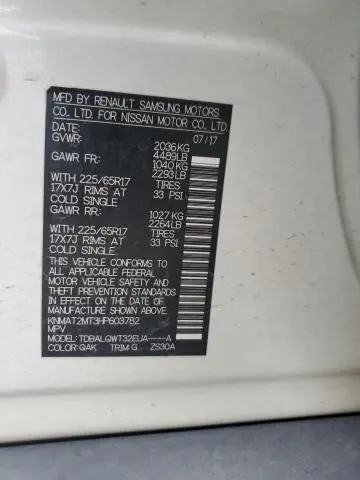 MFD BY RENAULT SAMSUNG MOTORS
CO., LTD. FOR NISSAN MOTOR CO., LTD.
DATE: 07/17
GVWR: 2036KG
4489LB
GAWR FR: 1040KG
2293LB
WITH 225/65R17 TIRES
17X7J RIMS AT 33 PSI
COLD SINGLE
GAWR RR: 1027KG
2264LB
WITH 225/65R17 TIRES
17X7J RIMS AT 33 PSI
COLD SINGLE
THIS VEHICLE CONFORMS TO
ALL APPLICABLE FEDERAL
MOTOR VEHICLE SAFETY AND
THEFT PREVENTION STANDARDS
IN EFFECT ON THE DATE OF
MANUFACTURE SHOWN ABOVE.
KNMAT2MT3HP603782
MPV
MODEL: TDBALQWT32EUA----A
COLOR: QAK TRIM: G ZS30A